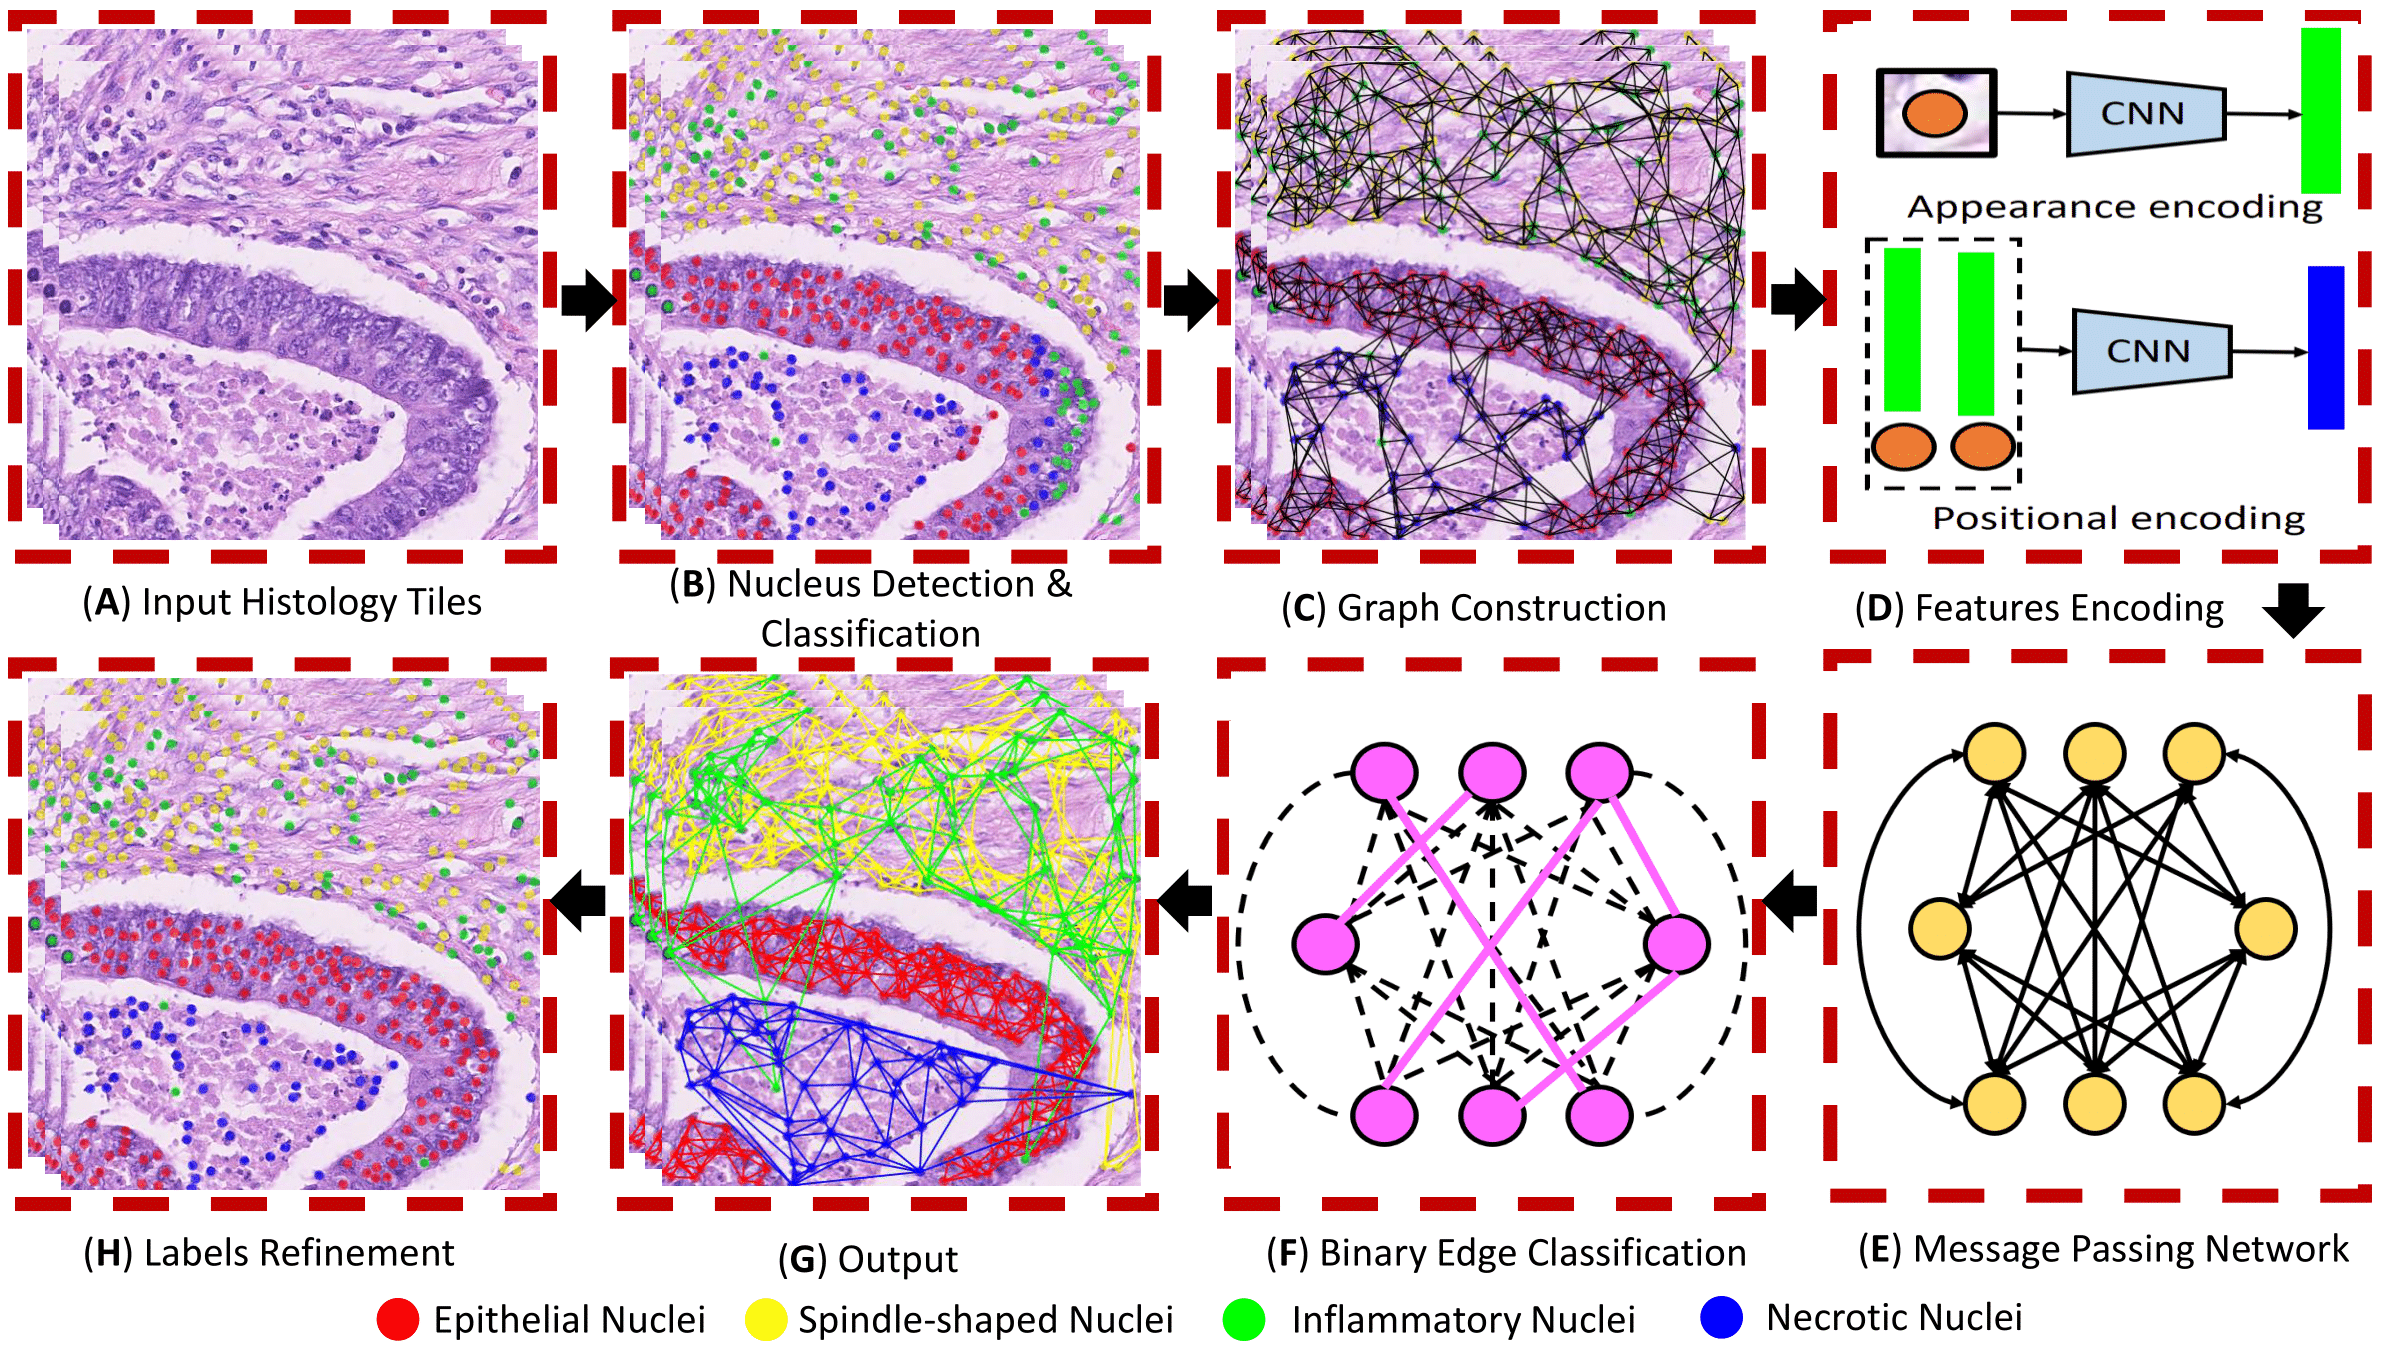 CNN
Appearance encoding
CNN
Positional encoding
(A) Input Histology Tiles
(B) Nucleus Detection &
Classification
(C) Graph Construction
(D) Features Encoding
(H) Labels Refinement
(G) Output
(F) Binary Edge Classification
(E) Message Passing Network
Epithelial Nuclei
Spindle-shaped Nuclei
Inflammatory Nuclei
Necrotic Nuclei